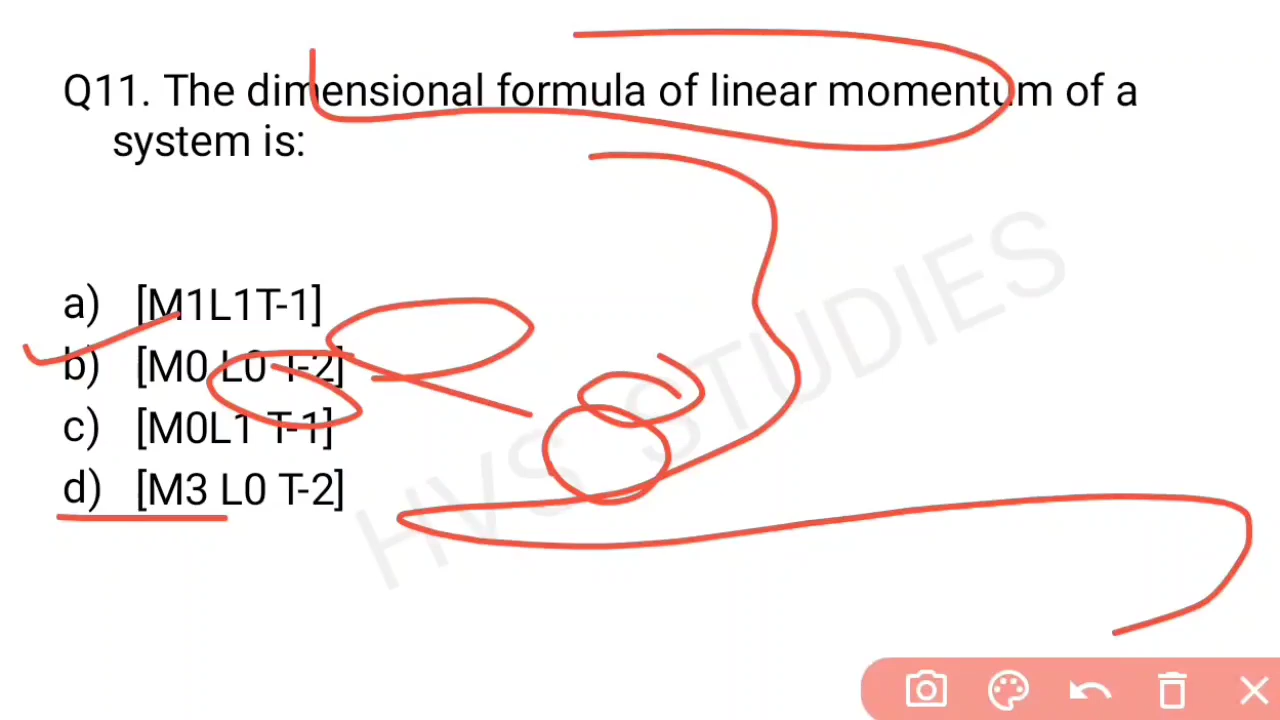 Q11. The dimensional formula of linear momentum of a
system is:
a) [M1L1T-1]
b) [M0 L0 T-2]
c) [M0L1 T-1]
d) [M3 L0 T-2]
HVS STUDIES